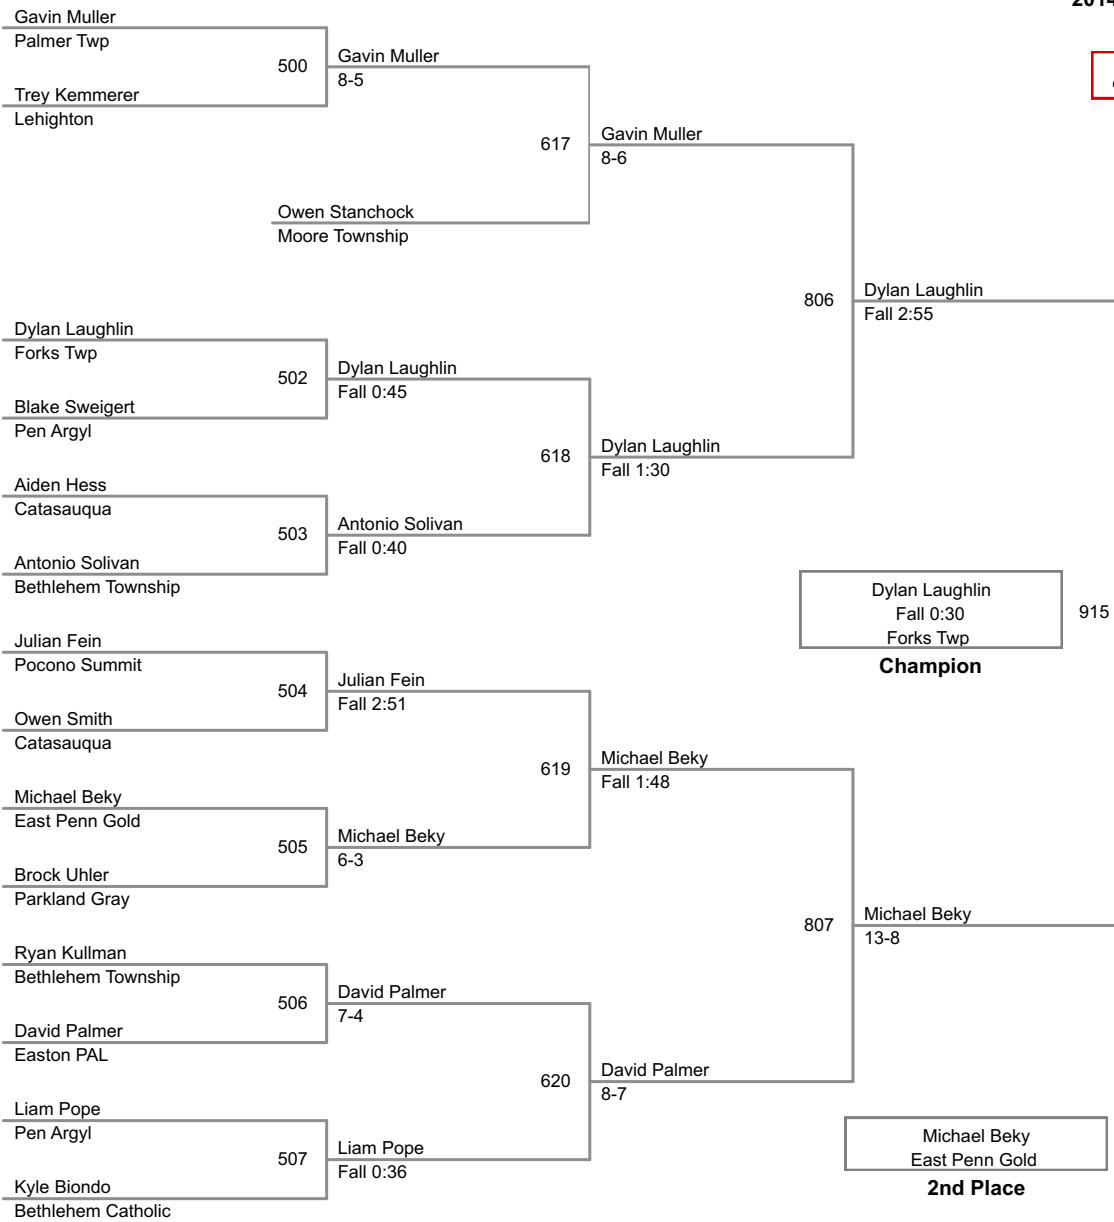 2014
Gavin Muller
Palmer Twp
500
Gavin Muller
8-5
Trey Kemmerer
Lehighton
617
Gavin Muller
8-6
Owen Stanchock
Moore Township
806
Dylan Laughlin
Fall 2:55
Dylan Laughlin
Forks Twp
502
Dylan Laughlin
Fall 0:45
Blake Sweigert
Pen Argyl
618
Dylan Laughlin
Fall 1:30
Aiden Hess
Catasauqua
503
Antonio Solivan
Fall 0:40
Antonio Solivan
Bethlehem Township
Dylan Laughlin
Fall 0:30
Forks Twp
915
Champion
Julian Fein
Pocono Summit
504
Julian Fein
Fall 2:51
Owen Smith
Catasauqua
619
Michael Beky
Fall 1:48
Michael Beky
East Penn Gold
505
Michael Beky
6-3
Brock Uhler
Parkland Gray
807
Michael Beky
13-8
Ryan Kullman
Bethlehem Township
506
David Palmer
7-4
David Palmer
Easton PAL
620
David Palmer
8-7
Liam Pope
Pen Argyl
507
Liam Pope
Fall 0:36
Kyle Biondo
Bethlehem Catholic
Michael Beky
East Penn Gold
2nd Place